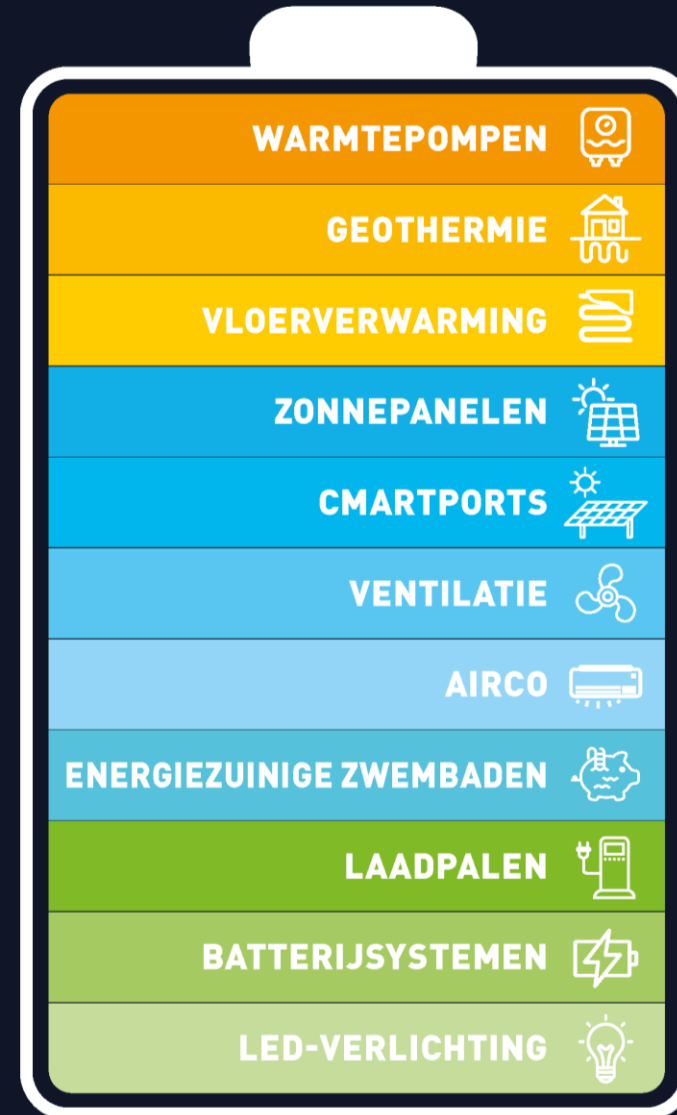 WARMTEPOMPEN
GEOTHERMIE
VLOERVERWARMING
ZONNEPANELEN
CMARTPORTS
VENTILATIE
AIRCO
ENERGIEZUINIGE ZWEMBADEN
LAADPALEN
BATTERIJSYSTEMEN
LED-VERLICHTING